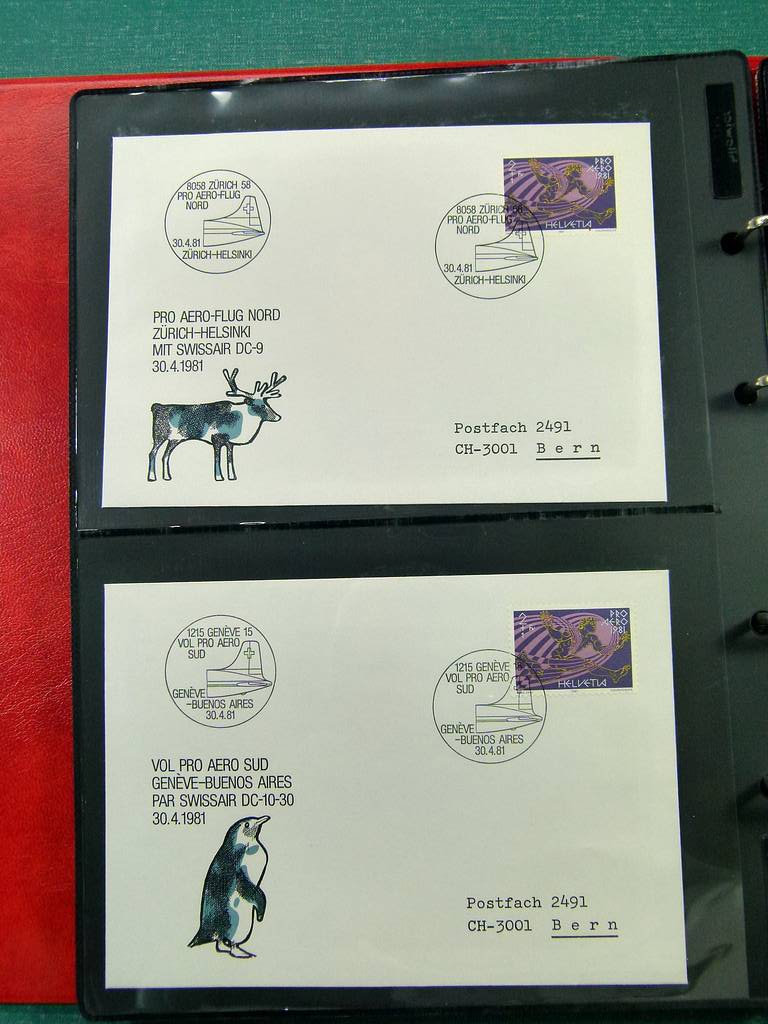 8058 ZÜRICH 58
PRO AERO-FLUG
NORD
30.4.81
ZÜRICH-HELSINKI
PRO
AERO
1981
HELVETIA
8058 ZÜRICH 58
PRO AERO-FLUG
NORD
30.4.81
ZÜRICH-HELSINKI
PRO AERO-FLUG NORD
ZÜRICH-HELSINKI
MIT SWISSAIR DC-9
30.4.1981
Postfach 2491
CH-3001 Bern
1215 GENÈVE 15
VOL PRO AERO
SUD
GENÈVE
-BUENOS AIRES
30.4.81
PRO
AERO
1981
HELVETIA
1215 GENÈVE
VOL PRO AERO
SUD
GENÈVE
-BUENOS AIRES
30.4.81
VOL PRO AERO SUD
GENÈVE-BUENOS AIRES
PAR SWISSAIR DC-10-30
30.4.1981
Postfach 2491
CH-3001 Bern